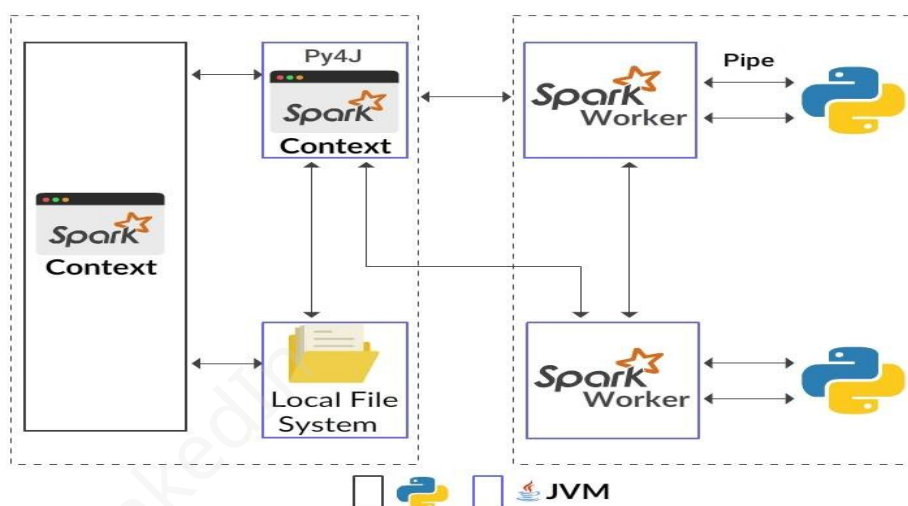 Py4J
Spark
Context
Spark
Context
Local File
System
Spark
Worker
Pipe
Spark
Worker
JVM